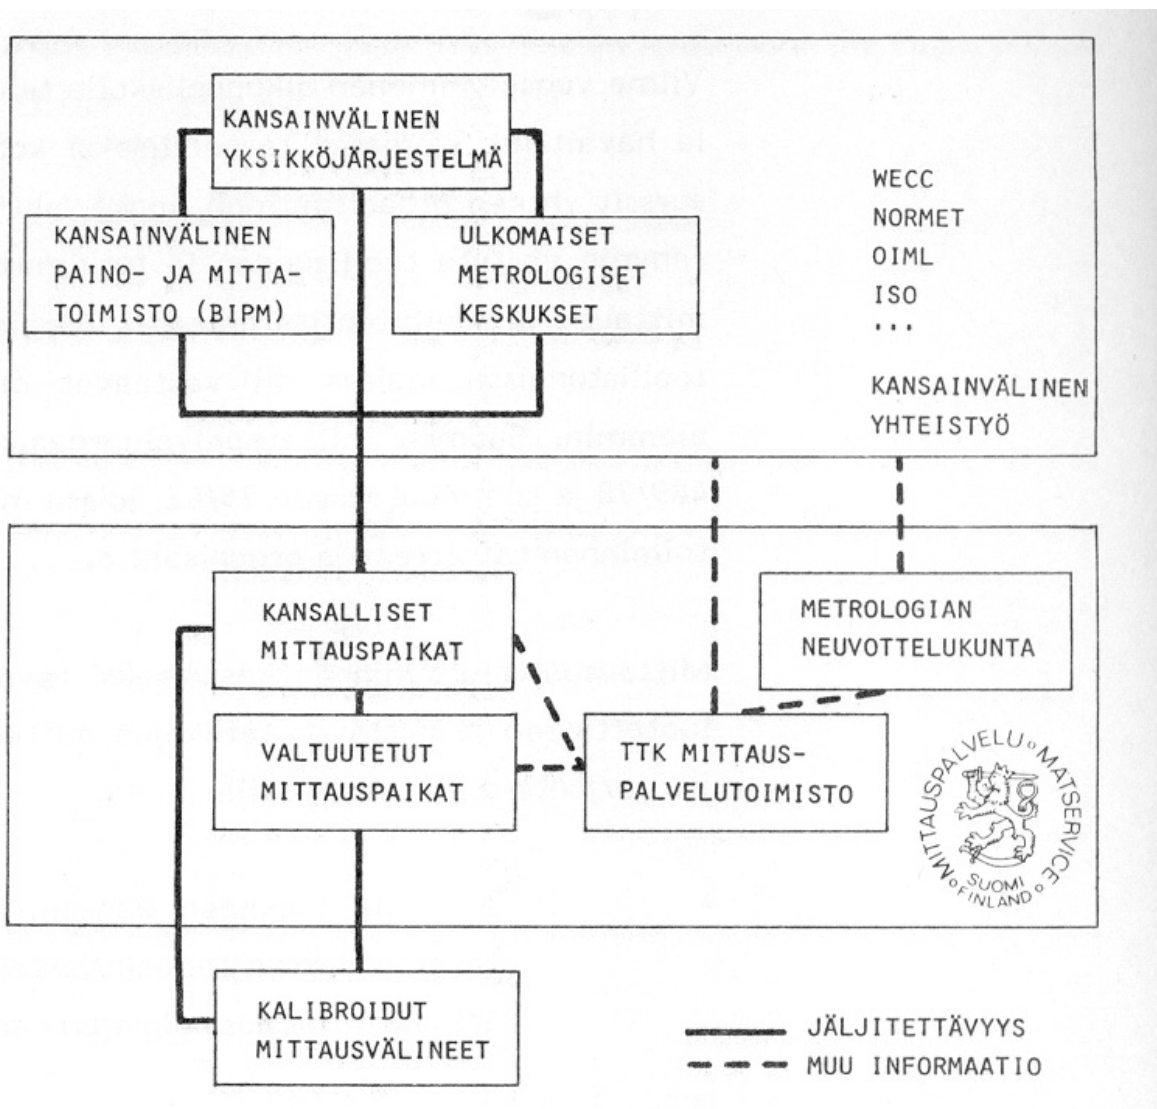 KANSAINVÄLINEN
YKSIKKÖJÄRJESTELMÄ
KANSAINVÄLINEN
PAINO- JA MITTA-
TOIMISTO (BIPM)
ULKOMAISET
METROLOGISET
KESKUKSET
WECC
NORMET
OIML
ISO
...
KANSAINVÄLINEN
YHTEISTYÖ
KANSALLISET
MITTAUSPAIKAT
METROLOGIAN
NEUVOTTELUKUNTA
VALTUUTETUT
MITTAUSPAIKAT
TTK MITTAUS-
PALVELUTOIMISTO
MITTAUSPALVELU MÄTSERVICE
SUOMI
FINLAND
KALIBROIDUT
MITTAUSVÄLINEET
JÄLJITETTÄVYYS
MUU INFORMAATIO